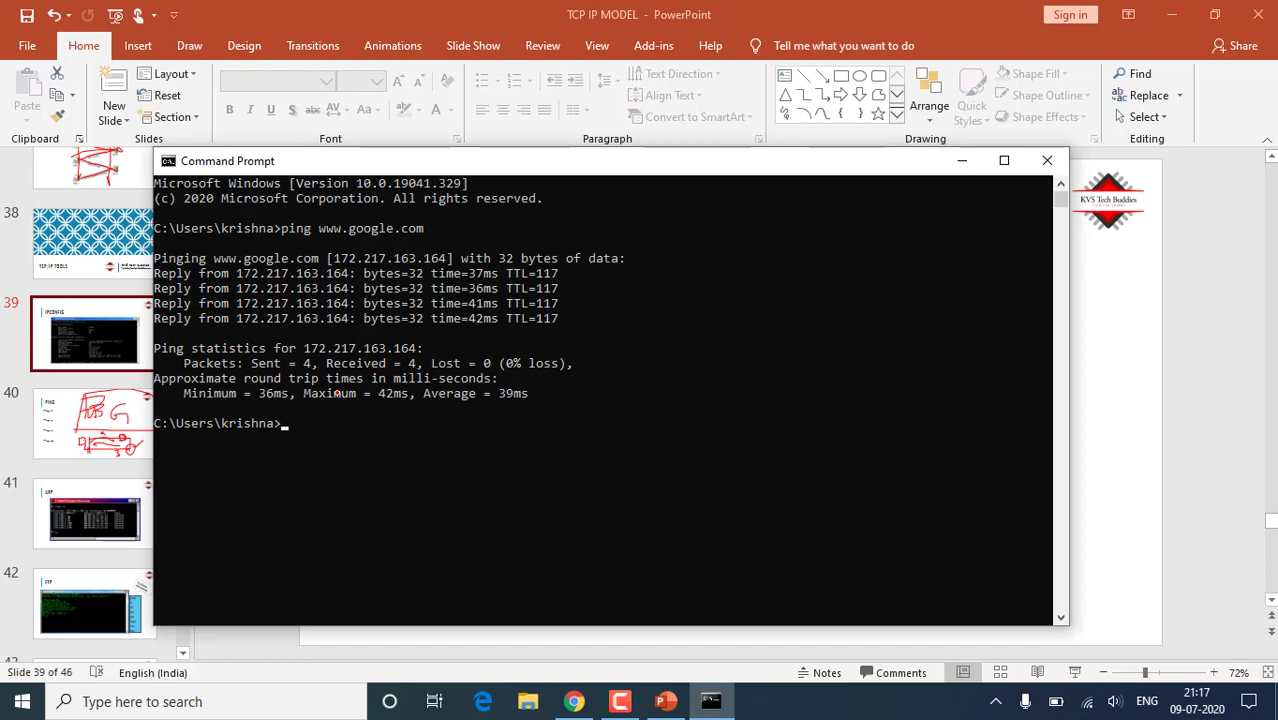 TCP IP MODEL - PowerPoint
Sign in
File Home Insert Draw Design Transitions Animations Slide Show Review View Add-ins Help Tell me what you want to do Share
Paste
Clipboard
New Slide
Layout
Reset
Section
Slides
B I U S abc AV Aa A
Font
Text Direction
Align Text
Convert to SmartArt
Paragraph
Arrange
Quick Styles
Shape Fill
Shape Outline
Shape Effects
Drawing
Find
Replace
Select
Editing
38
TCP/IP TOOLS
39
IPCONFIG
40
PING
41
ARP
42
FTP
KVS Tech Buddies
Command Prompt
Microsoft Windows [Version 10.0.19041.329]
(c) 2020 Microsoft Corporation. All rights reserved.
C:\Users\krishna>ping www.google.com
Pinging www.google.com [172.217.163.164] with 32 bytes of data:
Reply from 172.217.163.164: bytes=32 time=37ms TTL=117
Reply from 172.217.163.164: bytes=32 time=36ms TTL=117
Reply from 172.217.163.164: bytes=32 time=41ms TTL=117
Reply from 172.217.163.164: bytes=32 time=42ms TTL=117
Ping statistics for 172.217.163.164:
Packets: Sent = 4, Received = 4, Lost = 0 (0% loss),
Approximate round trip times in milli-seconds:
Minimum = 36ms, Maximum = 42ms, Average = 39ms
C:\Users\krishna>
Slide 39 of 46 English (India) Notes Comments 72%
Type here to search
ENG
21:17
09-07-2020